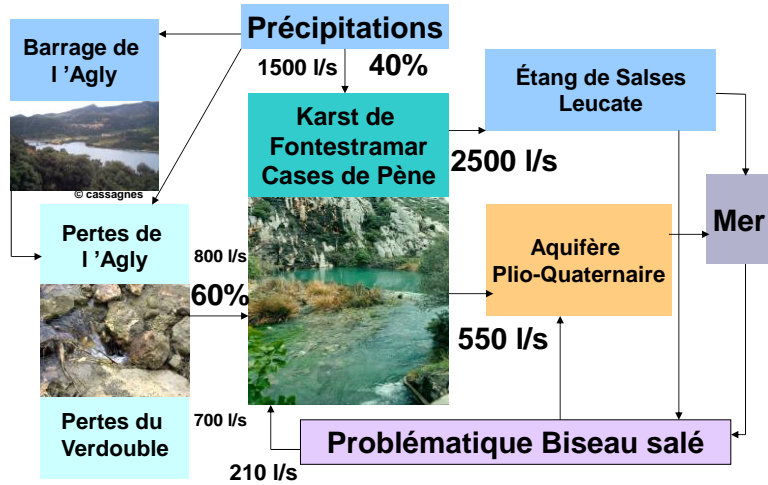 Précipitations
Barrage de
l ’Agly
1500 l/s
40%
Étang de Salses
Leucate
Karst de
Fontestramar
Cases de Pène
2500 l/s
© cassagnes
Pertes de
l ’Agly
800 l/s
60%
Aquifère
Plio-Quaternaire
Mer
550 l/s
Pertes du
Verdouble
700 l/s
210 l/s
Problématique Biseau salé